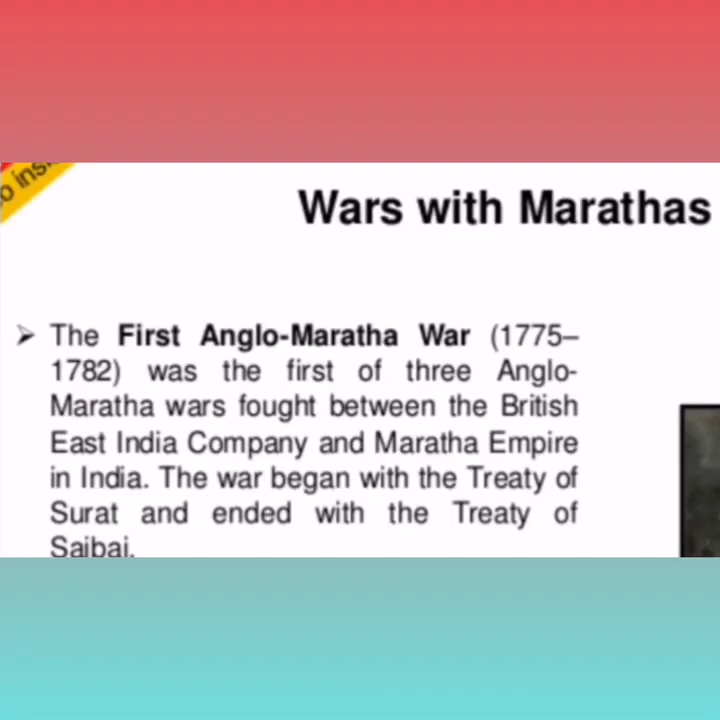 o ins
Wars with Marathas
➢ The First Anglo-Maratha War (1775–
1782) was the first of three Anglo-
Maratha wars fought between the British
East India Company and Maratha Empire
in India. The war began with the Treaty of
Surat and ended with the Treaty of
Saibai.